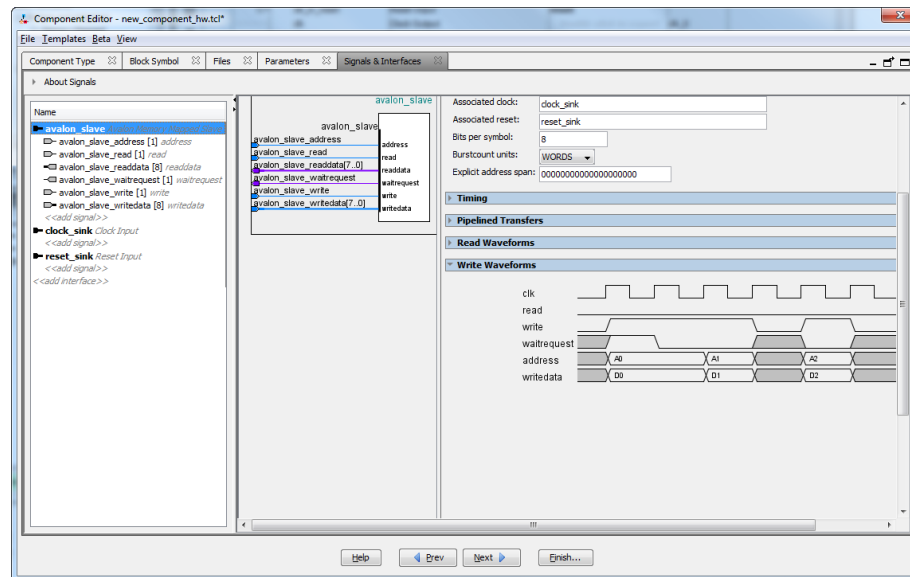 Component Editor - new_component_hw.tcl*
File Templates Beta View
Component Type Block Symbol Files Parameters Signals & Interfaces
About Signals
Name
avalon_slave
avalon_slave_address [1] address
avalon_slave_read [1] read
avalon_slave_readdata [8] readdata
avalon_slave_waitrequest [1] waitrequest
avalon_slave_write [1] write
avalon_slave_writedata [8] writedata
<<add signal>>
clock_sink Clock Input
<<add signal>>
reset_sink Reset Input
<<add signal>>
<<add interface>>
avalon_slave
avalon_slave
avalon_slave_address
address
avalon_slave_read
read
avalon_slave_readdata[7..0]
readdata
avalon_slave_waitrequest
waitrequest
avalon_slave_write
write
avalon_slave_writedata[7..0]
writedata
Associated clock: clock_sink
Associated reset: reset_sink
Bits per symbol: 8
Burstcount units: WORDS
Explicit address span: 00000000000000000000
Timing
Pipelined Transfers
Read Waveforms
Write Waveforms
clk
read
write
waitrequest
address A0 A1 A2
writedata D0 D1 D2
Help Prev Next Finish...